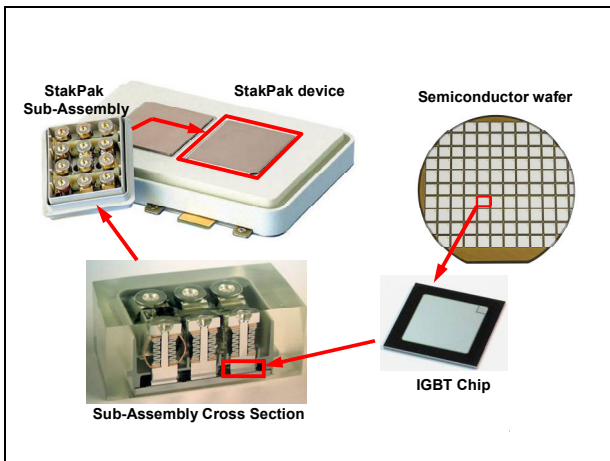 StakPak
Sub-Assembly
StakPak device
Semiconductor wafer
IGBT Chip
Sub-Assembly Cross Section